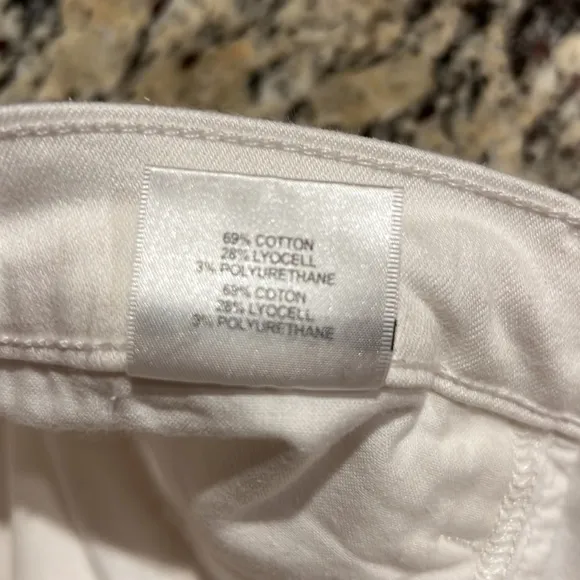 69% COTTON
28% LYOCELL
3% POLYURETHANE
69% COTON
28% LYOCELL
3% POLYURETHANE